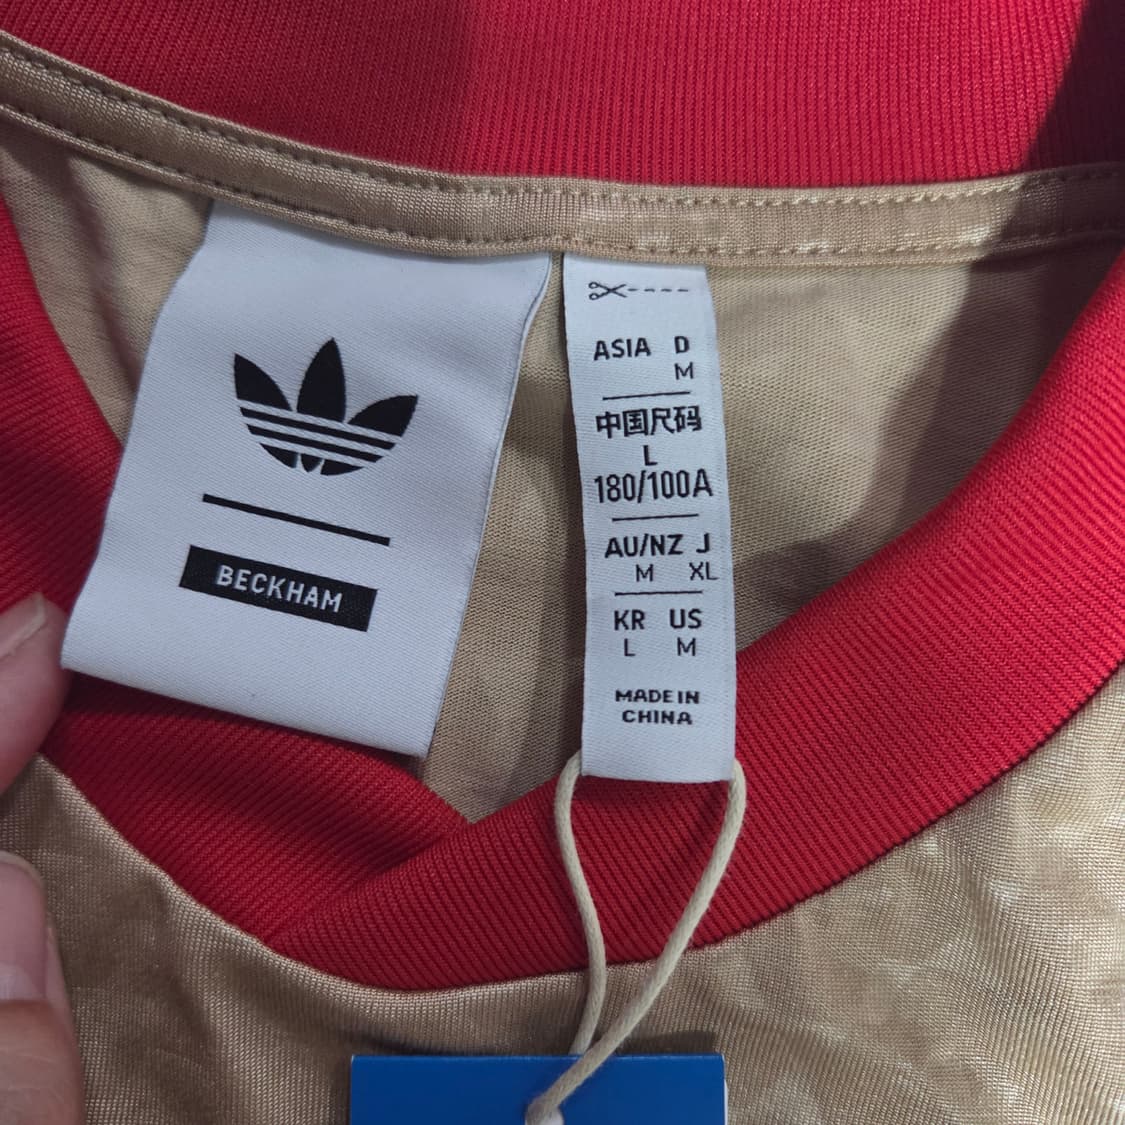 BECKHAM
ASIA D
M
中国尺码
L
180/100A
AU/NZ J
M XL
KR US
L M
MADE IN
CHINA